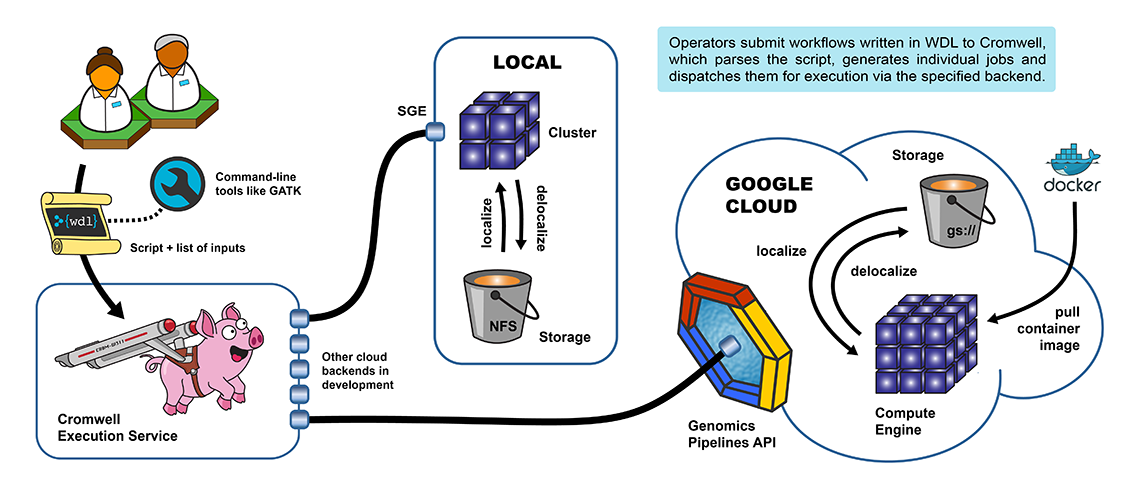 Operators submit workflows written in WDL to Cromwell,
which parses the script, generates individual jobs and
dispatches them for execution via the specified backend.
LOCAL
SGE
Cluster
localize
delocalize
NFS
Storage
Command-line
tools like GATK
{wdl}
Script + list of inputs
Cromwell
Execution Service
Other cloud
backends in
development
GOOGLE
CLOUD
Storage
gs://
docker
localize
delocalize
pull
container
image
Genomics
Pipelines API
Compute
Engine